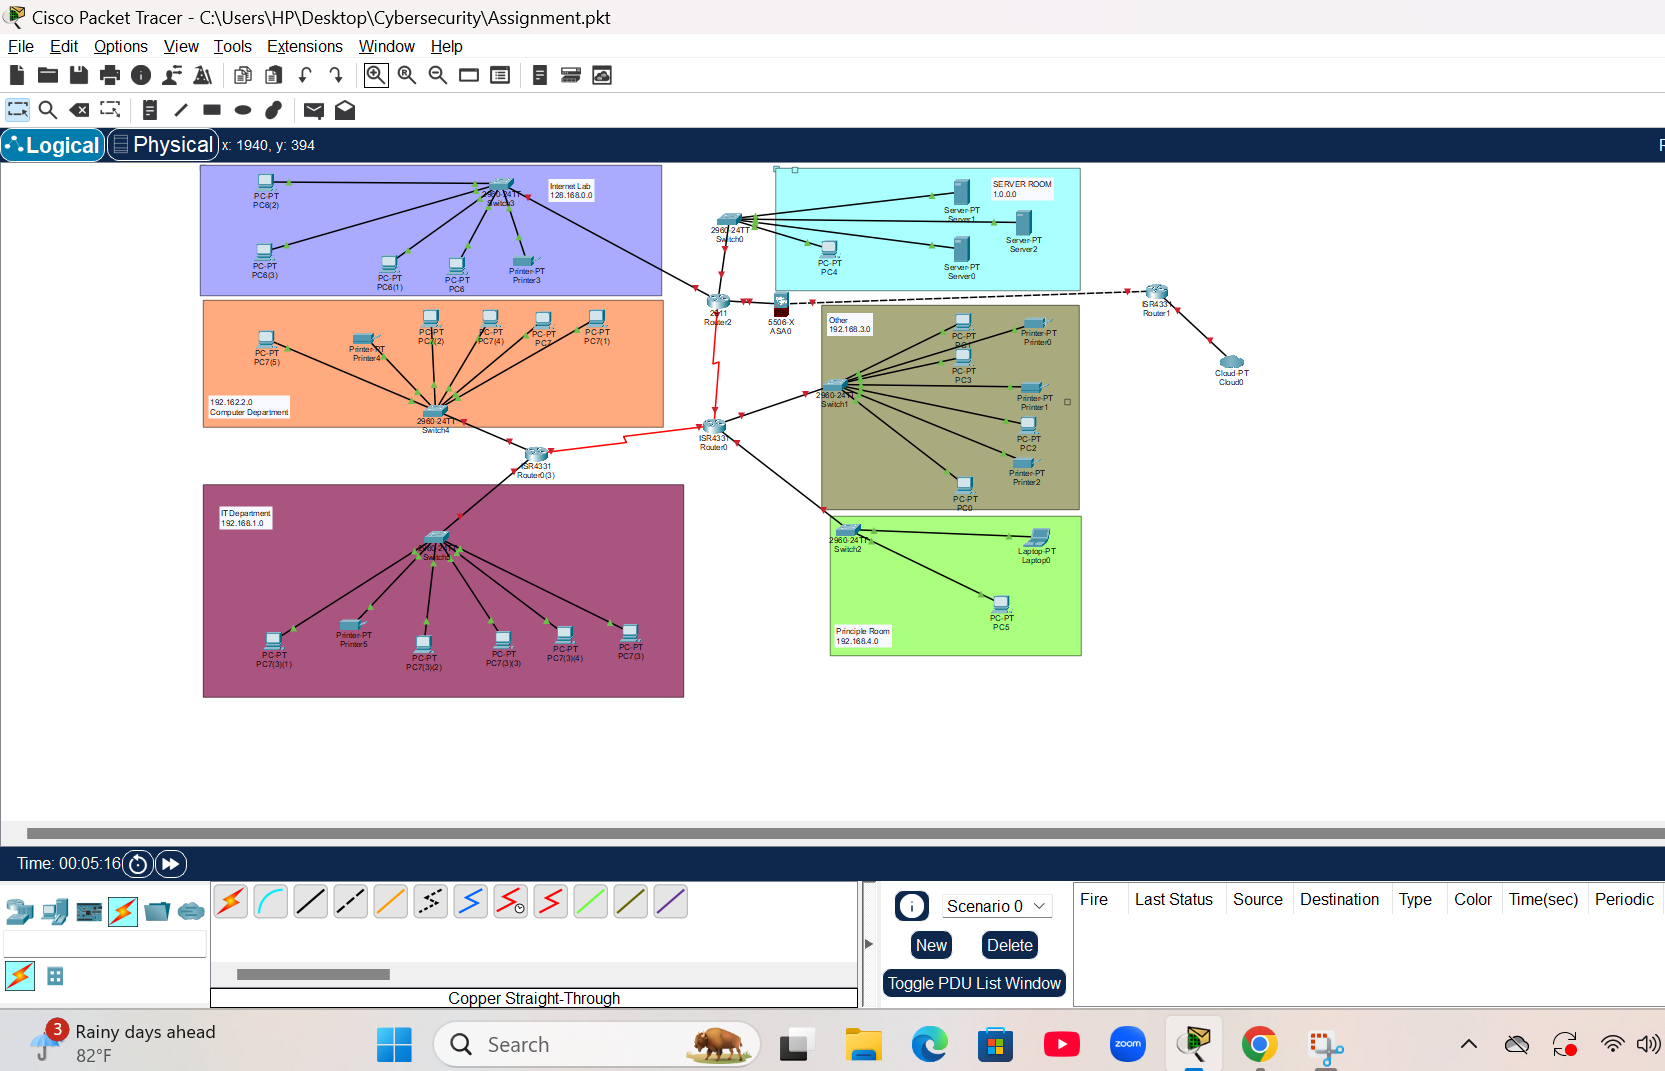 Cisco Packet Tracer - C:\Users\HP\Desktop\Cybersecurity\Assignment.pkt
File Edit Options View Tools Extensions Window Help
Logical Physical x: 1940, y: 394
PC-PT
PC6(2)
2960-24TT
Switch3
Internet Lab
128.168.0.0
PC-PT
PC6(3)
PC-PT
PC6(1)
PC-PT
PC6
Printer-PT
Printer3
2960-24TT
Switch0
SERVER ROOM
1.0.0.0
Server-PT
Server1
Server-PT
Server2
Server-PT
Server0
PC-PT
PC4
2811
Router2
5506-X
ASA0
ISR4331
Router1
Cloud-PT
Cloud0
PC-PT
PC7(5)
Printer-PT
Printer4
PC-PT
PC7(2)
PC-PT
PC7(4)
PC-PT
PC7
PC-PT
PC7(1)
192.162.2.0
Computer Department
2960-24TT
Switch4
Other
192.168.3.0
PC-PT
PC1
Printer-PT
Printer0
PC-PT
PC3
2960-24TT
Switch1
Printer-PT
Printer1
PC-PT
PC2
Printer-PT
Printer2
PC-PT
PC0
ISR4331
Router0
ISR4331
Router0(3)
IT Department
192.168.1.0
2960-24TT
PC-PT
PC7(3)(1)
Printer-PT
Printer5
PC-PT
PC7(3)(2)
PC-PT
PC7(3)(3)
PC-PT
PC7(3)(4)
PC-PT
PC7(3)
2960-24TT
Switch2
Laptop-PT
Laptop0
PC-PT
PC5
Principle Room
192.168.4.0
Time: 00:05:16
Scenario 0
New Delete
Toggle PDU List Window
Fire Last Status Source Destination Type Color Time(sec) Periodic
Copper Straight-Through
3
Rainy days ahead
82°F
Search
zoom